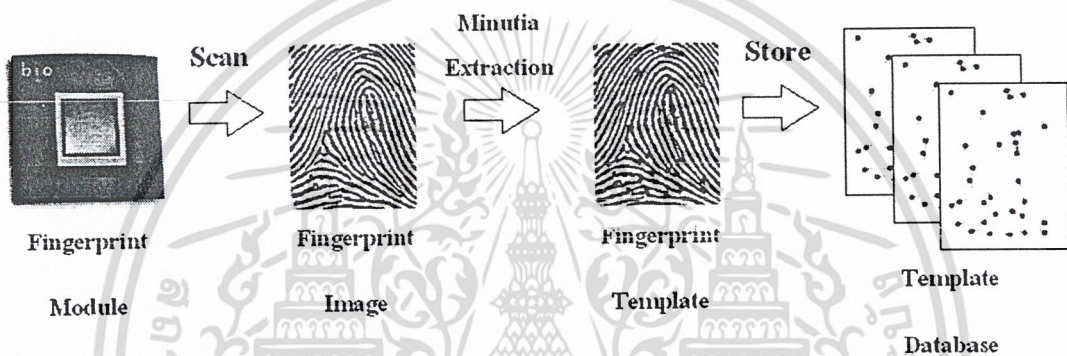 bio
Scan
Minutia
Extraction
Store
Fingerprint
Module
Fingerprint
Image
Fingerprint
Template
Template
Database